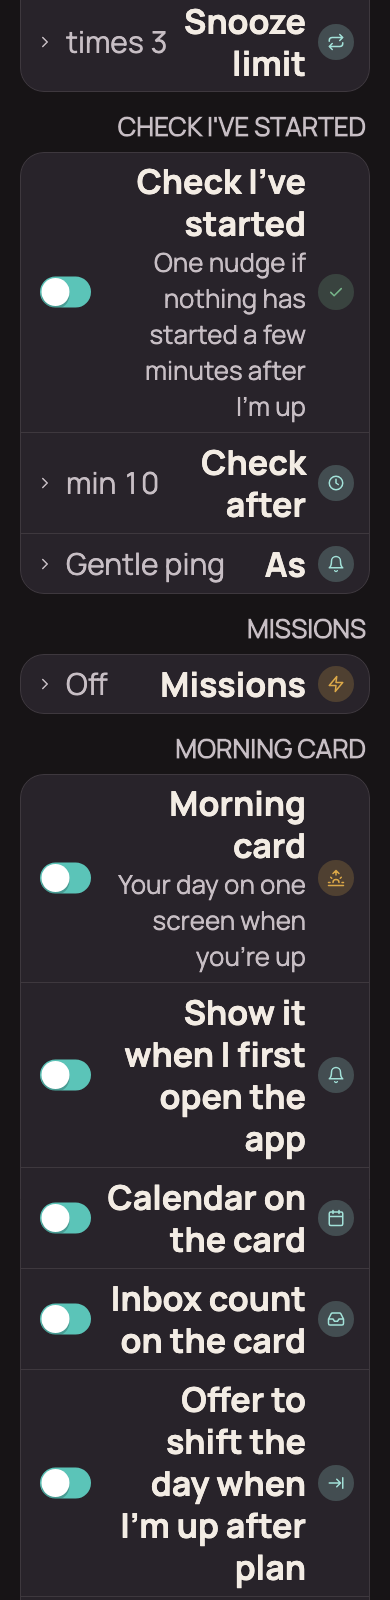 Snooze
limit
times 3
CHECK I'VE STARTED
Check I've
started
One nudge if
nothing has
started a few
minutes after
I'm up
Check
after
min 10
As
Gentle ping
MISSIONS
Missions
Off
MORNING CARD
Morning
card
Your day on one
screen when
you're up
Show it
when I first
open the
app
Calendar on
the card
Inbox count
on the card
Offer to
shift the
day when
I'm up after
plan